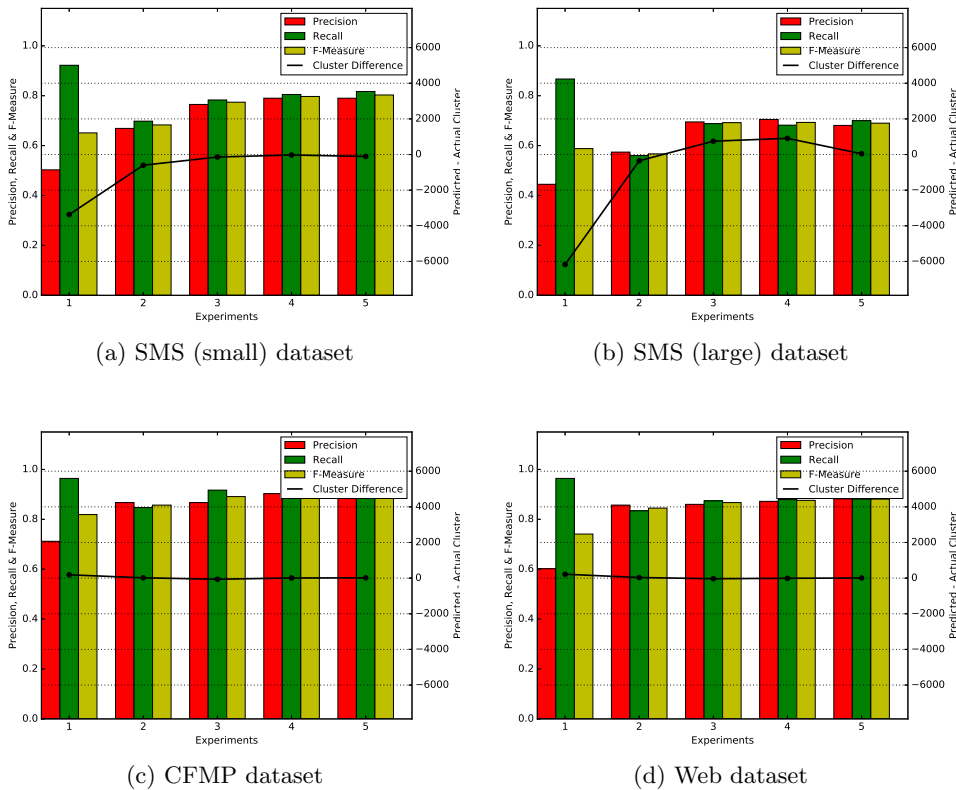 Precision
Recall
F-Measure
Cluster Difference
1.0
0.8
0.6
0.4
0.2
0.0
Precision, Recall & F-Measure
6000
4000
2000
0
−2000
−4000
−6000
Predicted - Actual Cluster
1 2 3 4 5
Experiments
(a) SMS (small) dataset
Precision
Recall
F-Measure
Cluster Difference
1.0
0.8
0.6
0.4
0.2
0.0
Precision, Recall & F-Measure
6000
4000
2000
0
−2000
−4000
−6000
Predicted - Actual Cluster
1 2 3 4 5
Experiments
(b) SMS (large) dataset
Precision
Recall
F-Measure
Cluster Difference
1.0
0.8
0.6
0.4
0.2
0.0
Precision, Recall & F-Measure
6000
4000
2000
0
−2000
−4000
−6000
Predicted - Actual Cluster
1 2 3 4 5
Experiments
(c) CFMP dataset
Precision
Recall
F-Measure
Cluster Difference
1.0
0.8
0.6
0.4
0.2
0.0
Precision, Recall & F-Measure
6000
4000
2000
0
−2000
−4000
−6000
Predicted - Actual Cluster
1 2 3 4 5
Experiments
(d) Web dataset